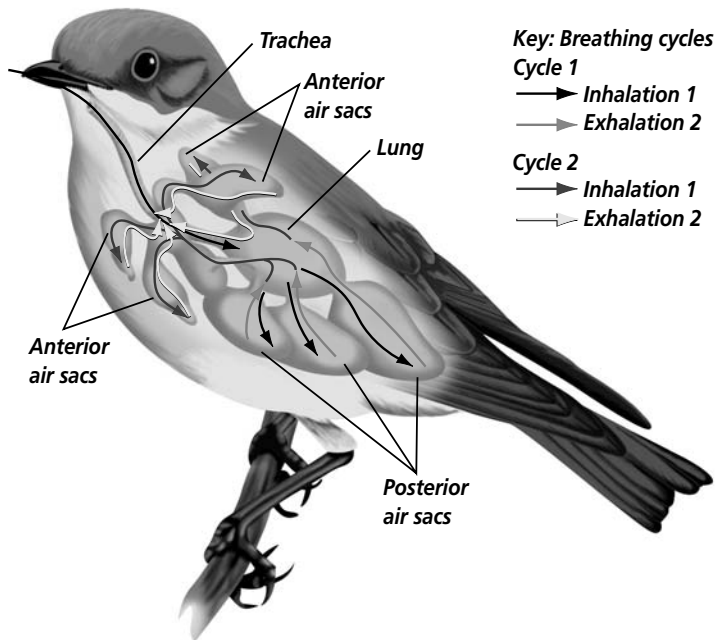 Trachea
Anterior
air sacs
Lung
Key: Breathing cycles
Cycle 1
Inhalation 1
Exhalation 2
Cycle 2
Inhalation 1
Exhalation 2
Anterior
air sacs
Posterior
air sacs